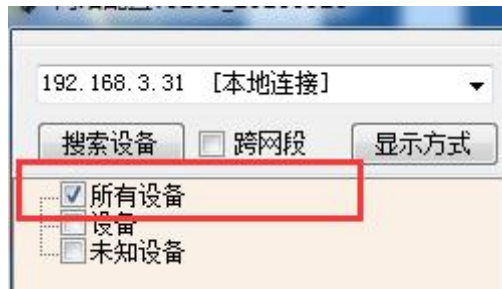 192.168.3.31 [本地连接]
搜索设备 跨网段 显示方式
所有设备
设备
未知设备